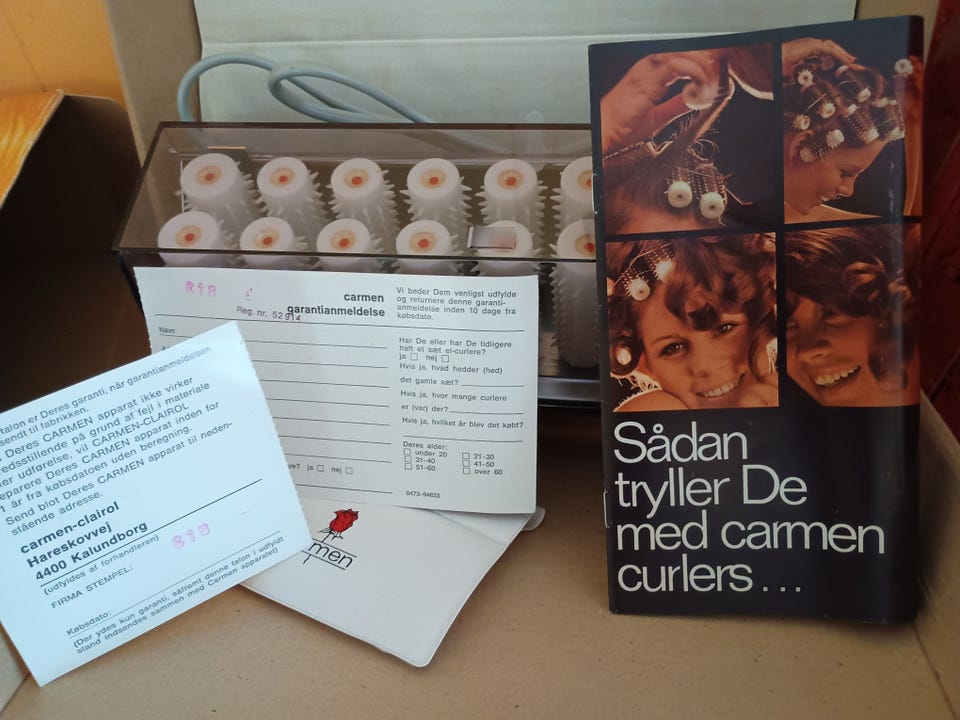 818
carmen
garantianmeldelse
Reg. nr. 52914
Vi beder Dem venligst udfylde
og returnere denne garanti-
anmeldelse inden 10 dage fra
købsdato.
Navn
Har De eller har De tidligere
haft et sæt el-curlere?
ja nej
Hvis ja, hvad hedder (hed)
det gamle sæt?
Hvis ja, hvor mange curlere
er (var) der?
Hvis ja, hvilket år blev det købt?
Deres alder:
under 20 21-30
31-40 41-50
51-60 over 60
ja nej
0473-94633
talon er Deres garanti, når garantianmeldelsen
sendt til fabrikken.
Deres CARMEN apparat ikke virker
redsstillende på grund af fejl i materiale
ler udførelse, vil CARMEN-CLAIROL
eparere Deres CARMEN apparat inden for
1 år fra købsdatoen uden beregning.
Send blot Deres CARMEN apparat til neden-
stående adresse.
carmen-clairol
Hareskovvej
4400 Kalundborg
(udfyldes af forhandleren)
818
FIRMA STEMPEL:
Købsdato:
(Der ydes kun garanti, såfremt denne talon i udfyldt
stand indsendes sammen med Carmen apparatet)
rmen
Sådan
tryller De
med carmen
curlers...